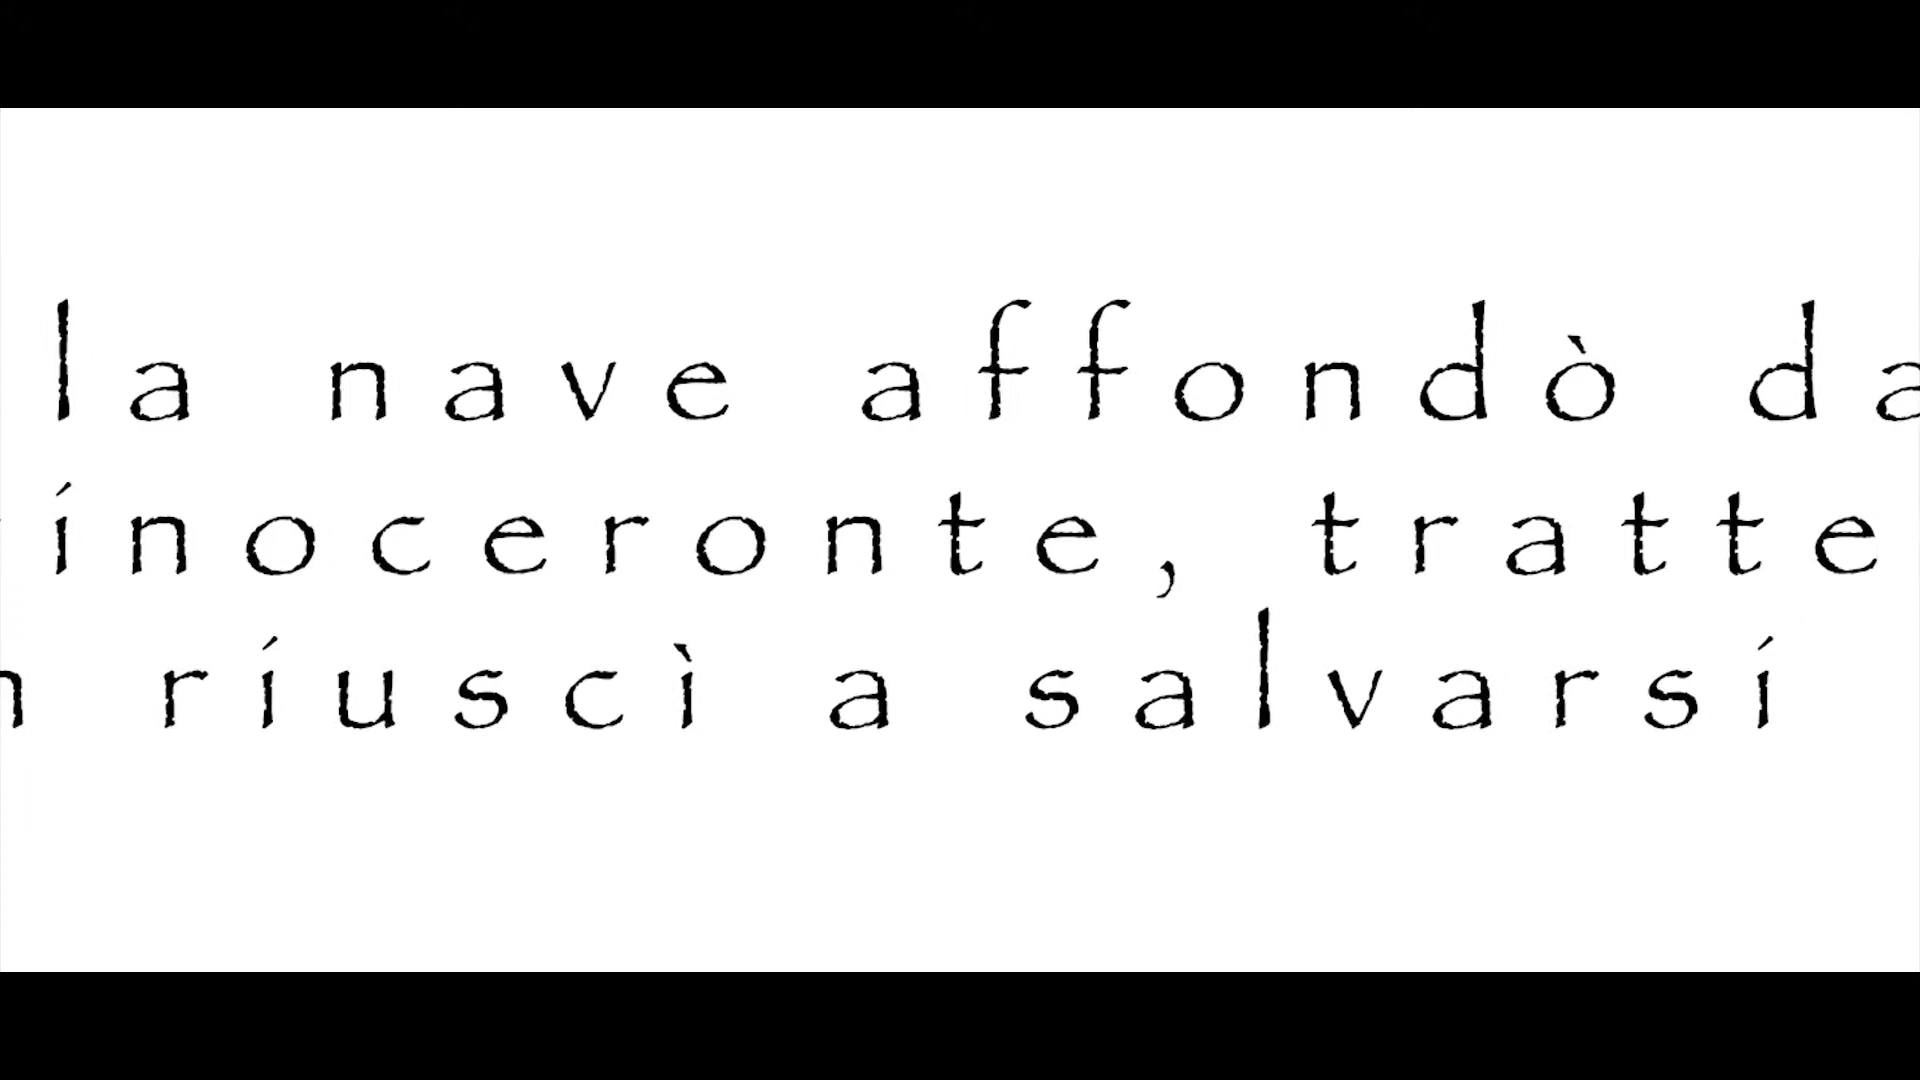 la nave affondò da
inoceronte, tratte
n riuscì a salvarsi